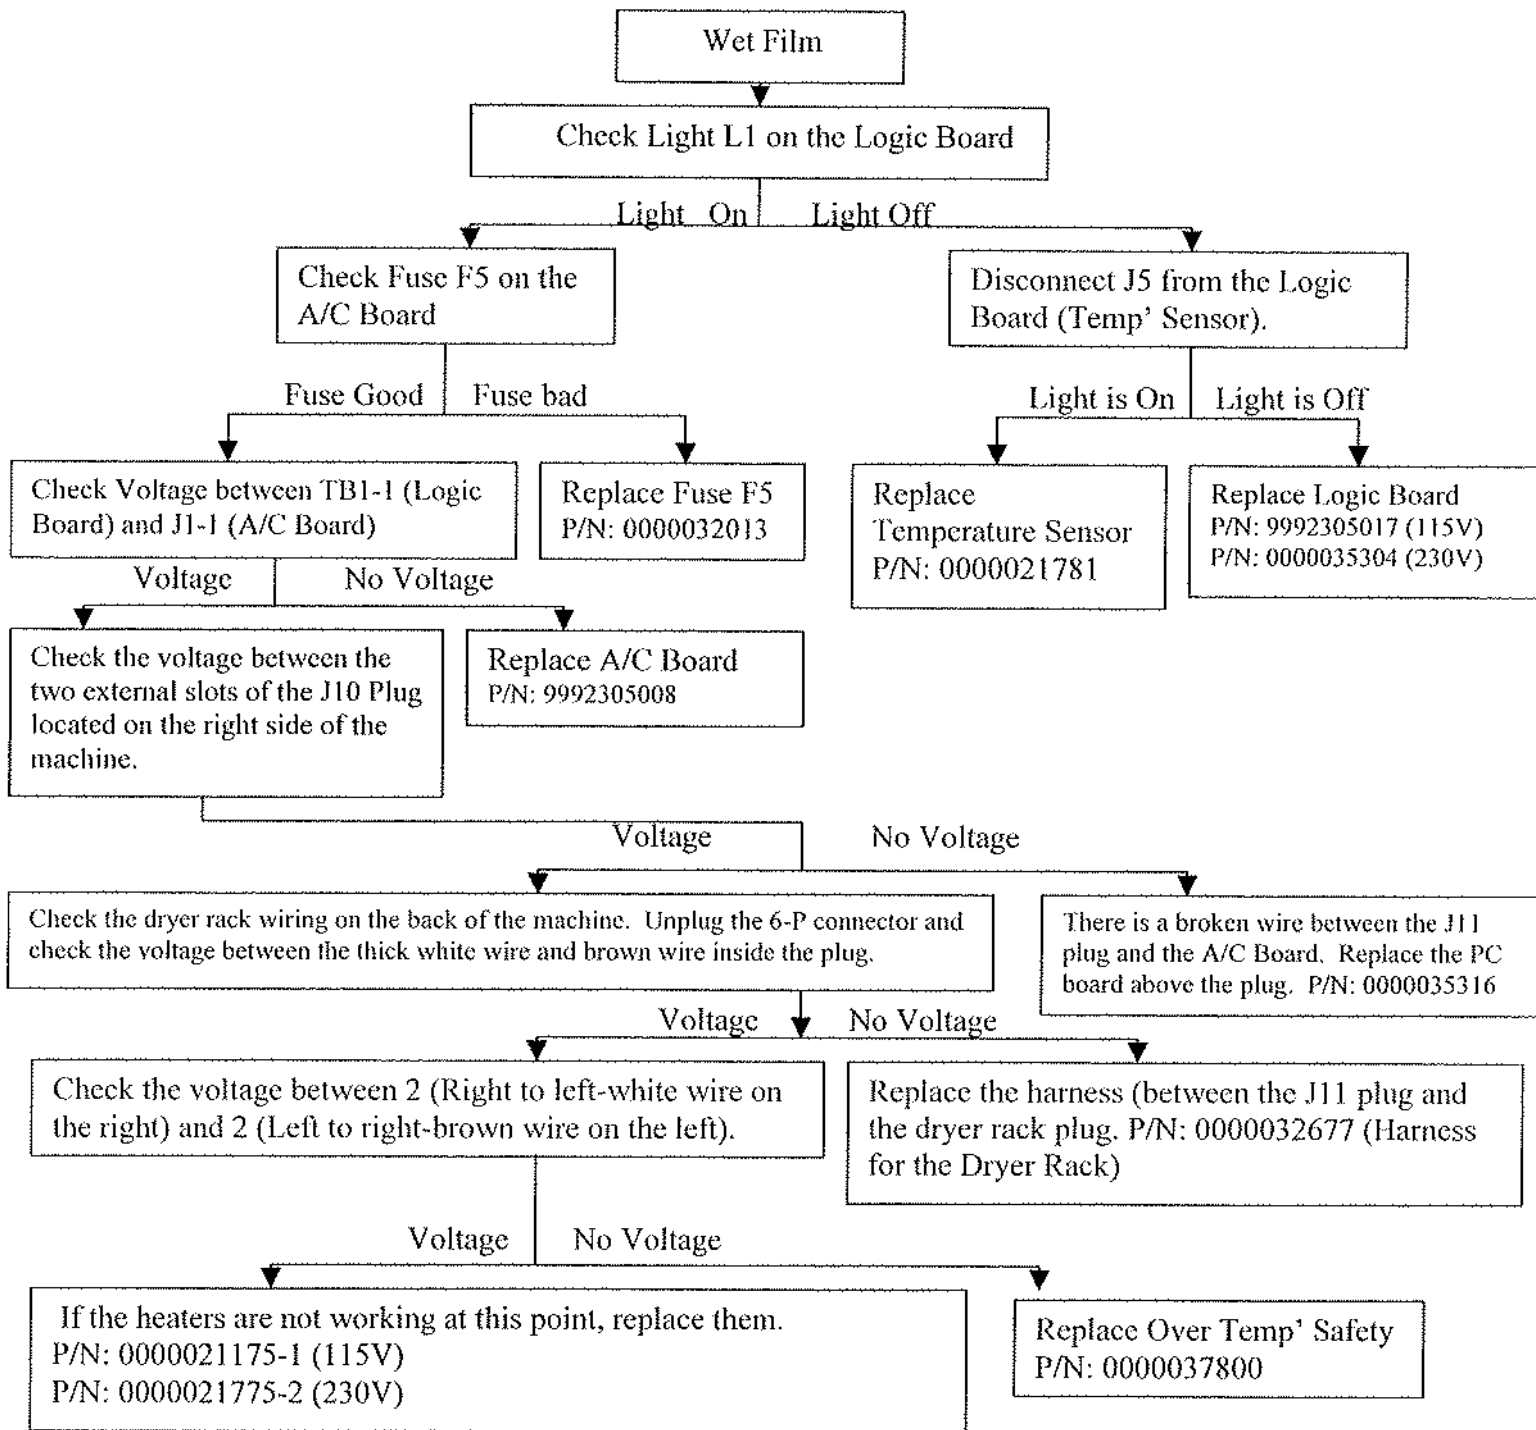 Wet Film
Check Light L1 on the Logic Board
Light On
Light Off
Check Fuse F5 on the
A/C Board
Disconnect J5 from the Logic
Board (Temp' Sensor).
Fuse Good
Fuse bad
Light is On
Light is Off
Check Voltage between TB1-1 (Logic
Board) and J1-1 (A/C Board)
Replace Fuse F5
P/N: 0000032013
Replace
Temperature Sensor
P/N: 0000021781
Replace Logic Board
P/N: 9992305017 (115V)
P/N: 0000035304 (230V)
Voltage
No Voltage
Check the voltage between the
two external slots of the J10 Plug
located on the right side of the
machine.
Replace A/C Board
P/N: 9992305008
Voltage
No Voltage
Check the dryer rack wiring on the back of the machine. Unplug the 6-P connector and
check the voltage between the thick white wire and brown wire inside the plug.
There is a broken wire between the J11
plug and the A/C Board. Replace the PC
board above the plug. P/N: 0000035316
Voltage
No Voltage
Check the voltage between 2 (Right to left-white wire on
the right) and 2 (Left to right-brown wire on the left).
Replace the harness (between the J11 plug and
the dryer rack plug. P/N: 0000032677 (Harness
for the Dryer Rack)
Voltage
No Voltage
If the heaters are not working at this point, replace them.
P/N: 0000021175-1 (115V)
P/N: 0000021775-2 (230V)
Replace Over Temp' Safety
P/N: 0000037800